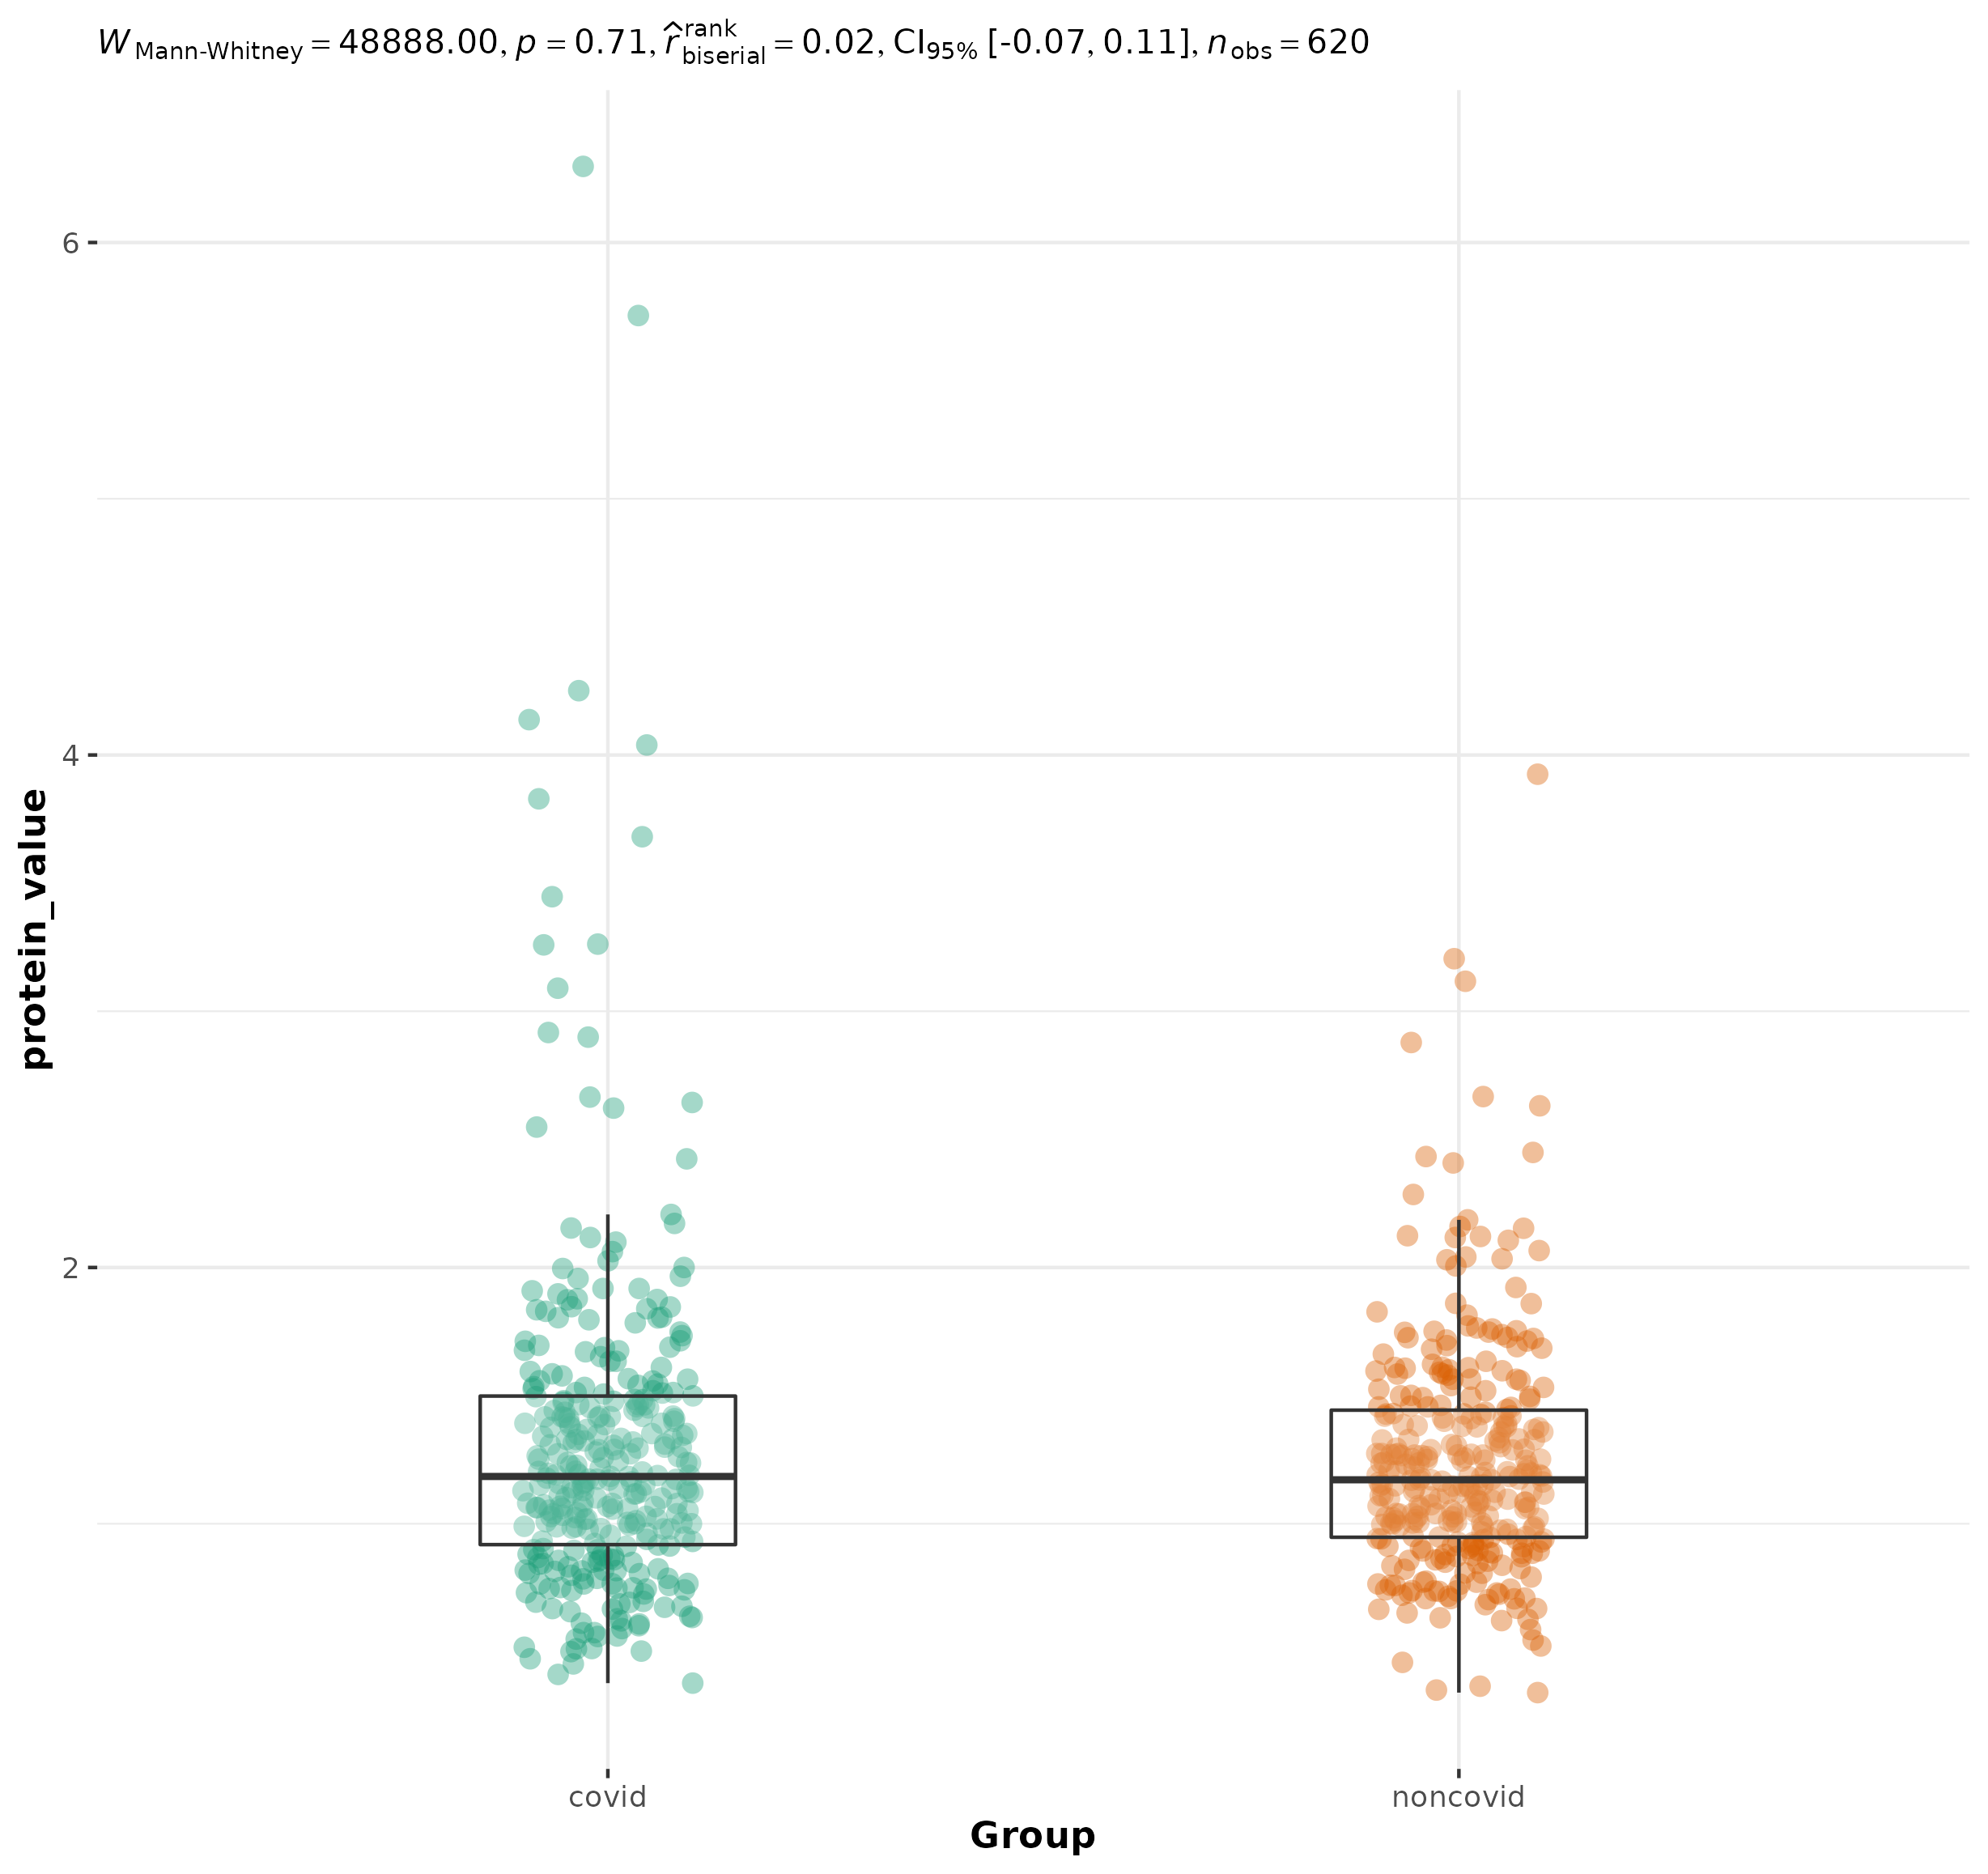 W Mann-Whitney = 48888.00, p = 0.71, r̂ rank biserial = 0.02, CI95% [-0.07, 0.11], n obs = 620
6
4
2
protein_value
covid noncovid
Group